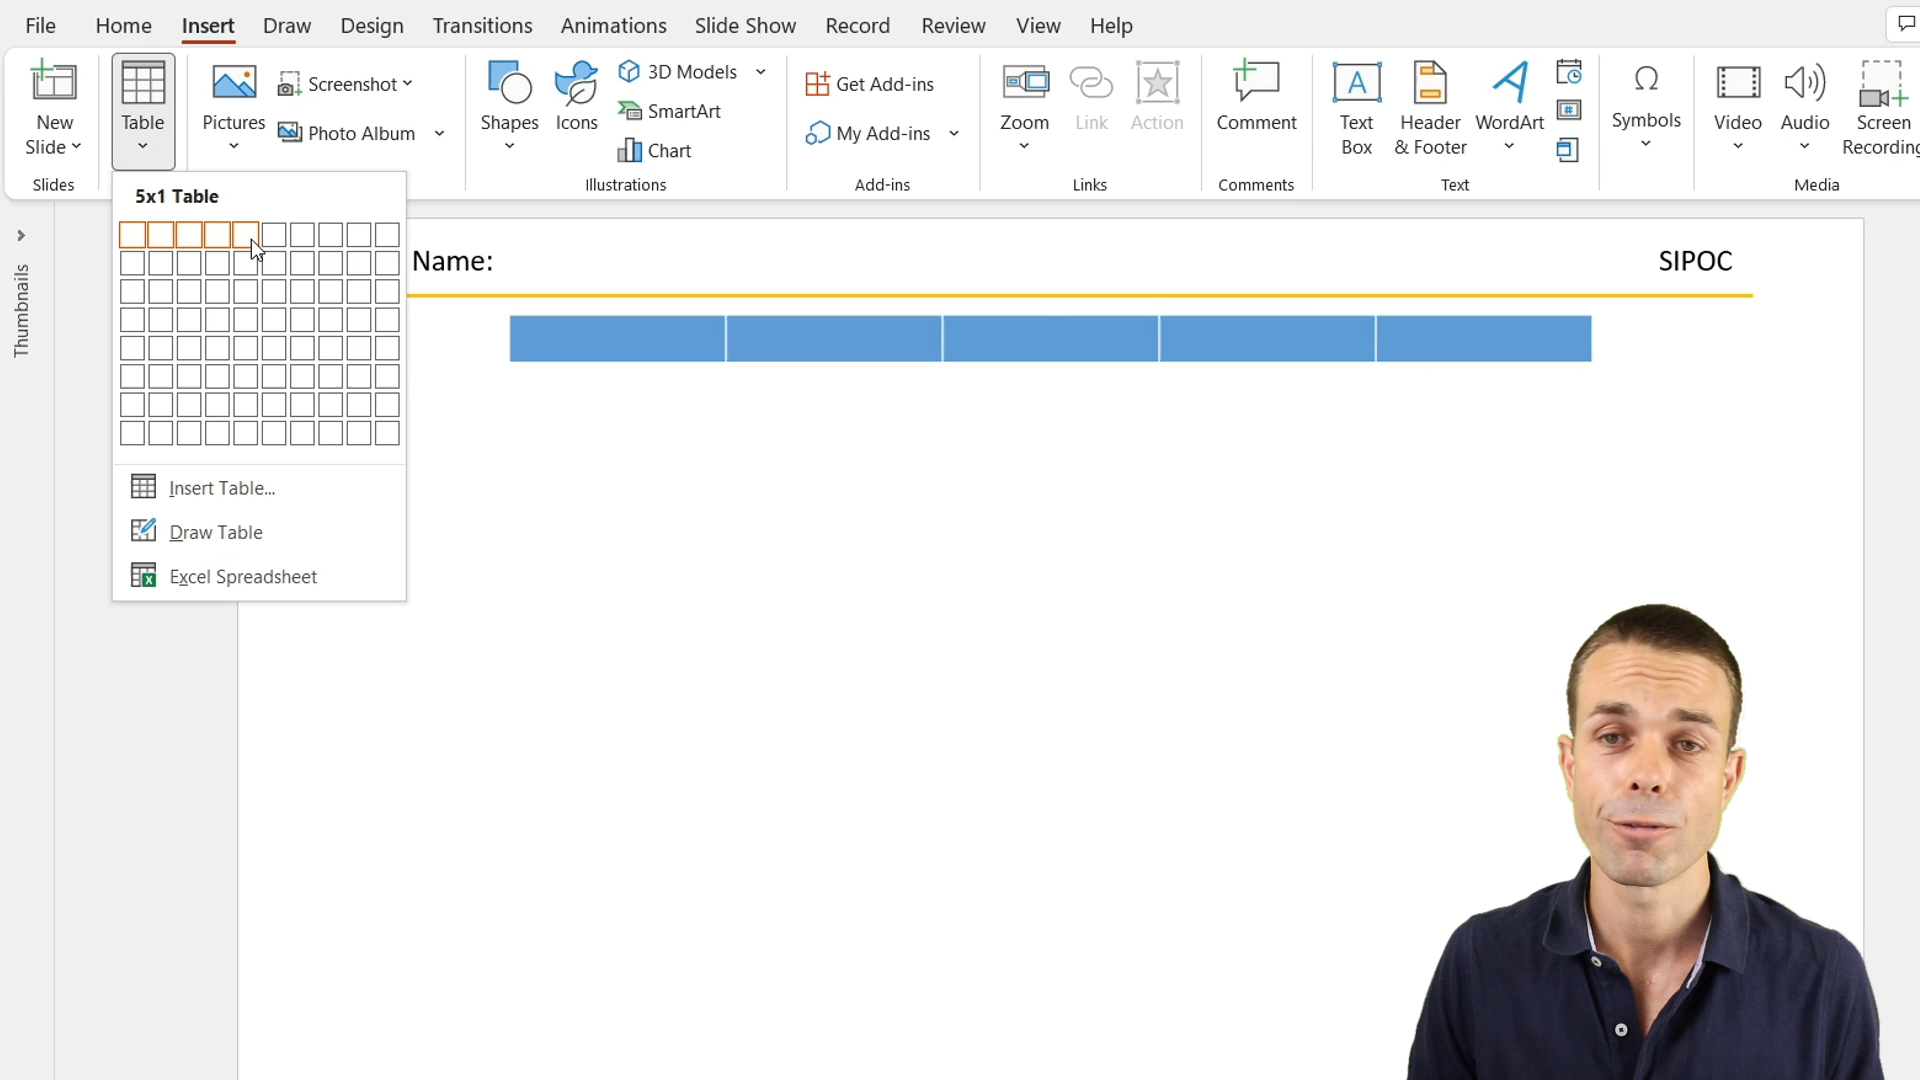 File Home Insert Draw Design Transitions Animations Slide Show Record Review View Help
New Slide
Table
Pictures
Screenshot
Photo Album
Shapes
Icons
3D Models
SmartArt
Chart
Get Add-ins
My Add-ins
Zoom
Link
Action
Comment
Text Box
Header & Footer
WordArt
Symbols
Video
Audio
Screen Recording
Slides
Illustrations
Add-ins
Links
Comments
Text
Media
5x1 Table
Insert Table...
Draw Table
Excel Spreadsheet
Thumbnails
Name:
SIPOC